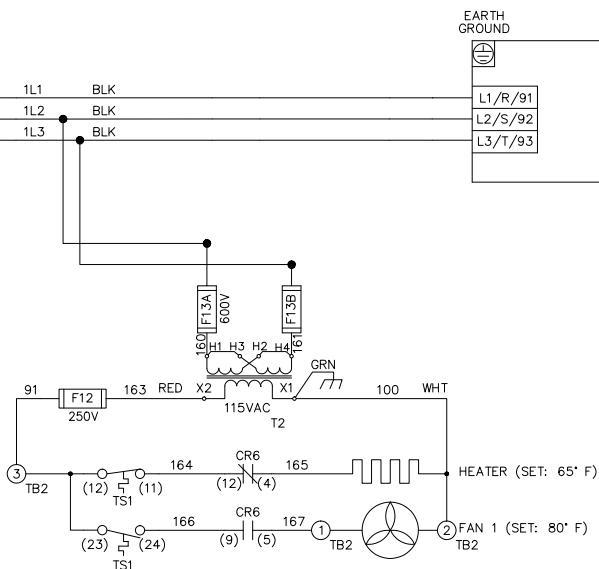 EARTH
GROUND
1L1 BLK
L1/R/91
1L2 BLK
L2/S/92
1L3 BLK
L3/T/93
F13A
600V
F13B
160
161
H1 H3 H2 H4
GRN
91
F12
250V
163 RED X2
X1
115VAC
T2
100 WHT
3
TB2
(12) (11)
TS1
164
CR6
(12) (4)
165
HEATER (SET: 65° F)
(23) (24)
TS1
166
CR6
(9) (5)
167
1
TB2
2
TB2
FAN 1 (SET: 80° F)